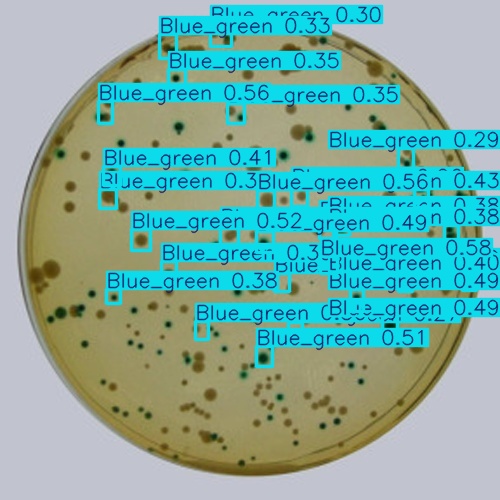 Blue_green 0.30
Blue_green 0.33
Blue_green 0.35
Blue_green 0.56
_green 0.35
Blue_green 0.29
Blue_green 0.41
Blue_green 0.3
Blue_green 0.56
0.43
0.38
Blue_green 0.52
_green 0.49
0.38
Blue_green 0.3
Blue_green 0.58
_green 0.40
Blue_green 0.38
Blue_green 0.49
Blue_green
Blue_green 0.49
Blue_green 0.51